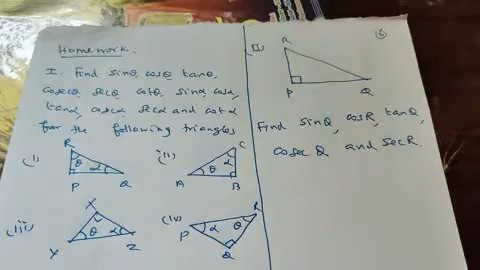 Homework.
I. Find sinθ, cosθ, tanθ,
cosecθ, secθ, cotθ, sinα, cosα,
tanα, cosecα, secα and cotα
for the following triangles
(i)
R
θ
α
P
Q
(ii)
C
α
θ
A
B
(iii)
X
θ
α
Y
Z
(iv)
R
P
α
θ
Q
II)
R
P
Q
Find sinQ, cosR, tanQ,
cosec Q and secR.